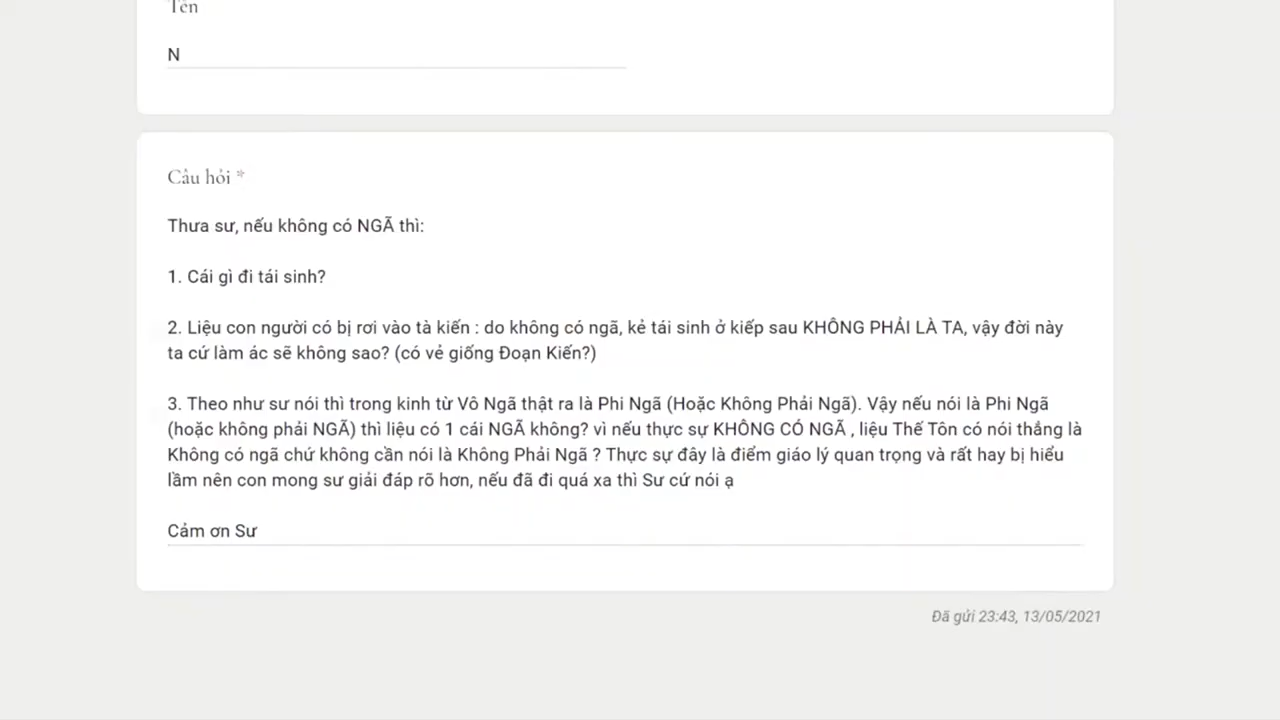 Tên
N
Câu hỏi *
Thưa sư, nếu không có NGÃ thì:
1. Cái gì đi tái sinh?
2. Liệu con người có bị rơi vào tà kiến : do không có ngã, kẻ tái sinh ở kiếp sau KHÔNG PHẢI LÀ TA, vậy đời này
ta cứ làm ác sẽ không sao? (có vẻ giống Đoạn Kiến?)
3. Theo như sư nói thì trong kinh từ Vô Ngã thật ra là Phi Ngã (Hoặc Không Phải Ngã). Vậy nếu nói là Phi Ngã
(hoặc không phải NGÃ) thì liệu có 1 cái NGÃ không? vì nếu thực sự KHÔNG CÓ NGÃ , liệu Thế Tôn có nói thẳng là
Không có ngã chứ không cần nói là Không Phải Ngã ? Thực sự đây là điểm giáo lý quan trọng và rất hay bị hiểu
lầm nên con mong sư giải đáp rõ hơn, nếu đã đi quá xa thì Sư cứ nói ạ
Cảm ơn Sư
Đã gửi 23:43, 13/05/2021